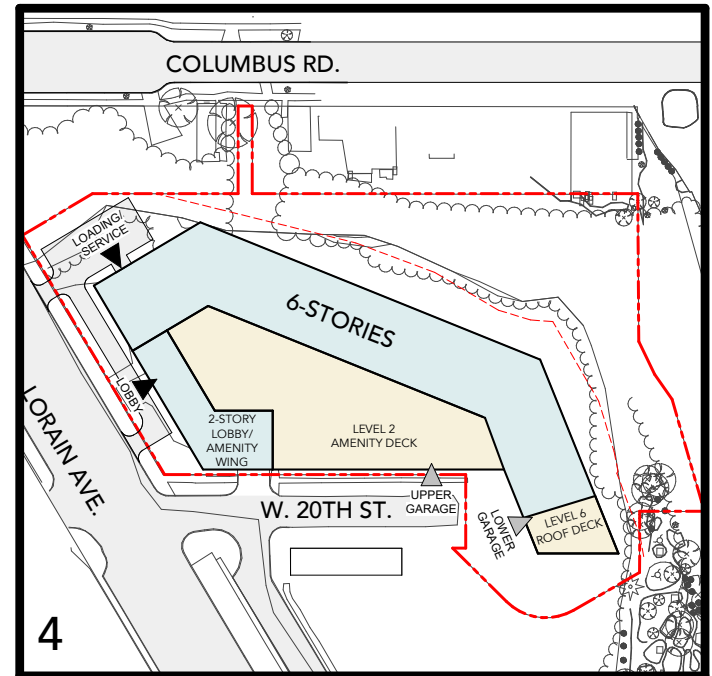 COLUMBUS RD.
LOADING/
SERVICE
6-STORIES
LOBBY
LORAIN AVE.
2-STORY
LOBBY/
AMENITY
WING
LEVEL 2
AMENITY DECK
UPPER
GARAGE
W. 20TH ST.
LOWER
GARAGE
LEVEL 6
ROOF DECK
4